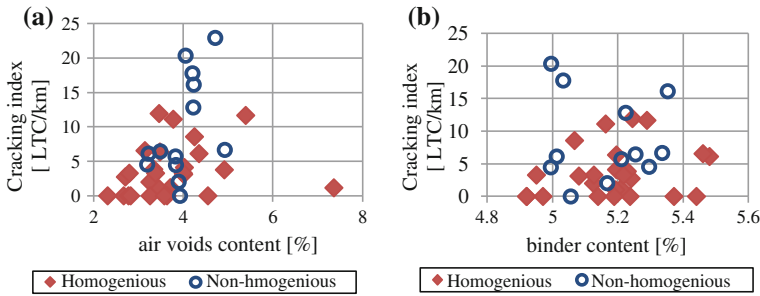 (a)
Cracking index
[ LTC/km]
25
20
15
10
5
0
2
4
6
8
air voids content [%]
Homogenious
Non-hmogenious
(b)
Cracking index
[ LTC/km]
25
20
15
10
5
0
4.8
5
5.2
5.4
5.6
binder content [%]
Homogenious
Non-homogenious